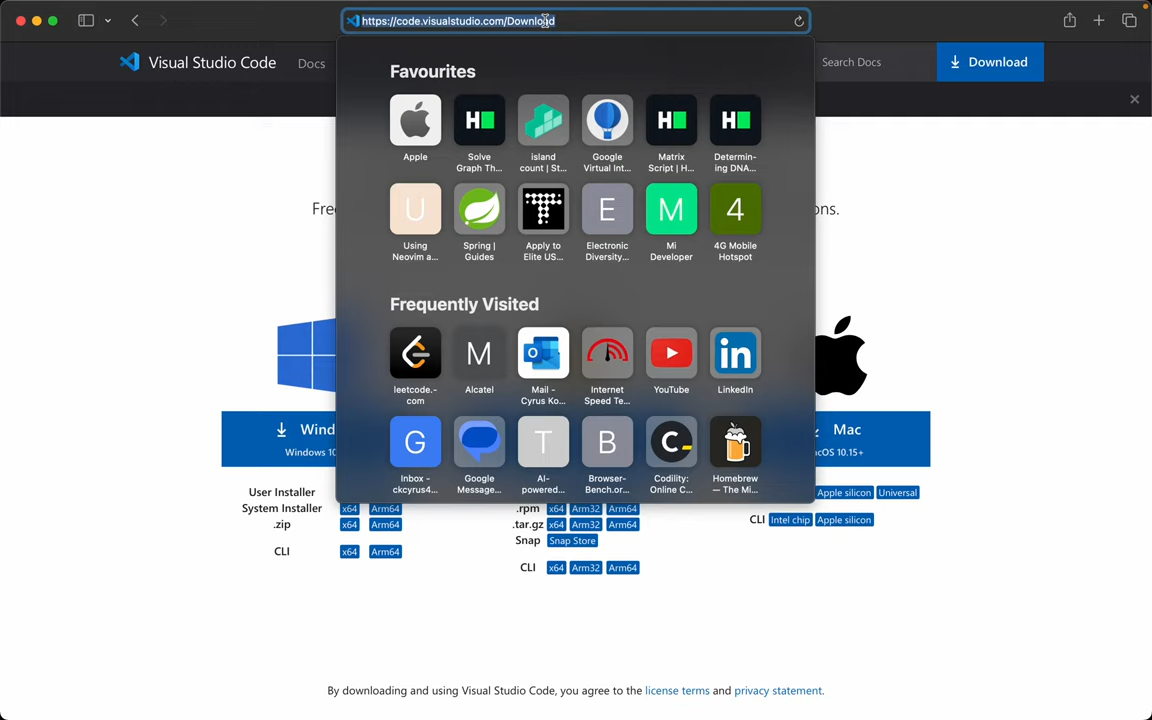 https://code.visualstudio.com/Download
Visual Studio Code
Docs
Search Docs
Download
Favourites
Apple
Solve
Graph Th...
island
count | St...
Google
Virtual Int...
Matrix
Script | H...
Determin-
ing DNA...
U
E
M
4
Using
Neovim a...
Spring |
Guides
Apply to
Elite US...
Electronic
Diversity...
Mi
Developer
4G Mobile
Hotspot
Free
ons.
Frequently Visited
M
leetcode.-
com
Alcatel
Mail -
Cyrus Ko...
Internet
Speed Te...
YouTube
LinkedIn
G
T
B
Inbox -
ckcyrus4...
Google
Message...
AI-
powered...
Browser-
Bench.or...
Codility:
Online C...
Homebrew
— The Mi...
Wind
Windows 10
Mac
macOS 10.15+
User Installer
System Installer x64 Arm64
.zip x64 Arm64
CLI x64 Arm64
.rpm x64 Arm32 Arm64
.tar.gz x64 Arm32 Arm64
Snap Snap Store
CLI x64 Arm32 Arm64
Apple silicon Universal
CLI Intel chip Apple silicon
By downloading and using Visual Studio Code, you agree to the license terms and privacy statement.